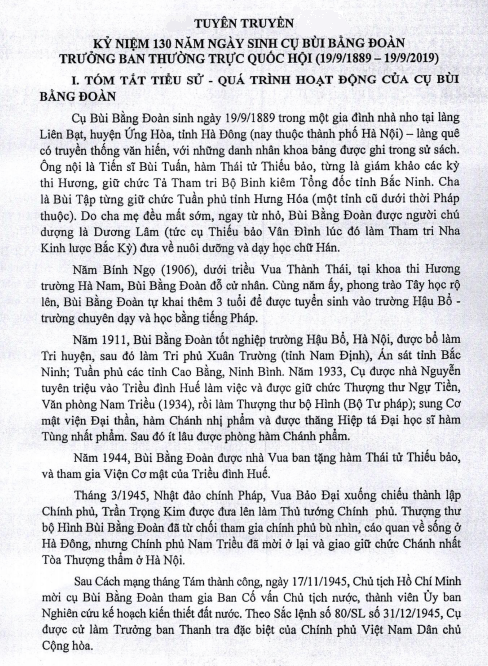 TUYÊN TRUYỀN
KỶ NIỆM 130 NĂM NGÀY SINH CỤ BÙI BẰNG ĐOÀN
TRƯỞNG BAN THƯỜNG TRỰC QUỐC HỘI (19/9/1889 – 19/9/2019)
I. TÓM TẮT TIỂU SỬ - QUÁ TRÌNH HOẠT ĐỘNG CỦA CỤ BÙI
BẰNG ĐOÀN
Cụ Bùi Bằng Đoàn sinh ngày 19/9/1889 trong một gia đình nhà nho tại làng
Liên Bạt, huyện Ứng Hòa, tỉnh Hà Đông (nay thuộc thành phố Hà Nội) – làng quê
có truyền thống văn hiến, với những danh nhân khoa bảng được ghi trong sử sách.
Ông nội là Tiến sĩ Bùi Tuấn, hàm Thái tử Thiếu bảo, từng là giám khảo các kỳ
thi Hương, giữ chức Tả Tham tri Bộ Binh kiêm Tổng đốc tỉnh Bắc Ninh. Cha
là Bùi Tập từng giữ chức Tuần phủ tỉnh Hưng Hóa (một tỉnh cũ dưới thời Pháp
thuộc). Do cha mẹ đều mất sớm, ngay từ nhỏ, Bùi Bằng Đoàn được người chú
dượng là Dương Lâm (tức cụ Thiếu bảo Vân Đình lúc đó làm Tham tri Nha
Kinh lược Bắc Kỳ) đưa về nuôi dưỡng và dạy học chữ Hán.
Năm Bính Ngọ (1906), dưới triều Vua Thành Thái, tại khoa thi Hương
trường Hà Nam, Bùi Bằng Đoàn đỗ cử nhân. Cùng năm ấy, phong trào Tây học rộ
lên, Bùi Bằng Đoàn tự khai thêm 3 tuổi để được tuyển sinh vào trường Hậu Bổ -
trường chuyên dạy và học bằng tiếng Pháp.
Năm 1911, Bùi Bằng Đoàn tốt nghiệp trường Hậu Bổ, Hà Nội, được bổ làm
Tri huyện, sau đó làm Tri phủ Xuân Trường (tỉnh Nam Định), Án sát tỉnh Bắc
Ninh; Tuần phủ các tỉnh Cao Bằng, Ninh Bình. Năm 1933, Cụ được nhà Nguyễn
tuyên triệu vào Triều đình Huế làm việc và được giữ chức Thượng thư Ngự Tiền,
Văn phòng Nam Triều (1934), rồi làm Thượng thư bộ Hình (Bộ Tư pháp); sung Cơ
mật viện Đại thần, hàm Chánh nhị phẩm và được thăng Hiệp tá Đại học sĩ hàm
Tùng nhất phẩm. Sau đó ít lâu được phòng hàm Chánh phẩm.
Năm 1944, Bùi Bằng Đoàn được nhà Vua ban tặng hàm Thái tử Thiếu bảo,
và tham gia Viện Cơ mật của Triều đình Huế.
Tháng 3/1945, Nhật đảo chính Pháp, Vua Bảo Đại xuống chiếu thành lập
Chính phủ, Trần Trọng Kim được đưa lên làm Thủ tướng Chính phủ. Thượng thư
bộ Hình Bùi Bằng Đoàn đã từ chối tham gia chính phủ bù nhìn, cáo quan về sống ở
Hà Đông, nhưng Chính phủ Nam Triều đã mời ở lại và giao giữ chức Chánh nhất
Tòa Thượng thẩm ở Hà Nội.
Sau Cách mạng tháng Tám thành công, ngày 17/11/1945, Chủ tịch Hồ Chí Minh
mời cụ Bùi Bằng Đoàn tham gia Ban Cố vấn Chủ tịch nước, thành viên Ủy ban
Nghiên cứu kế hoạch kiến thiết đất nước. Theo Sắc lệnh số 80/SL số 31/12/1945, Cụ
được cử làm Trưởng ban Thanh tra đặc biệt của Chính phủ Việt Nam Dân chủ
Cộng hòa.